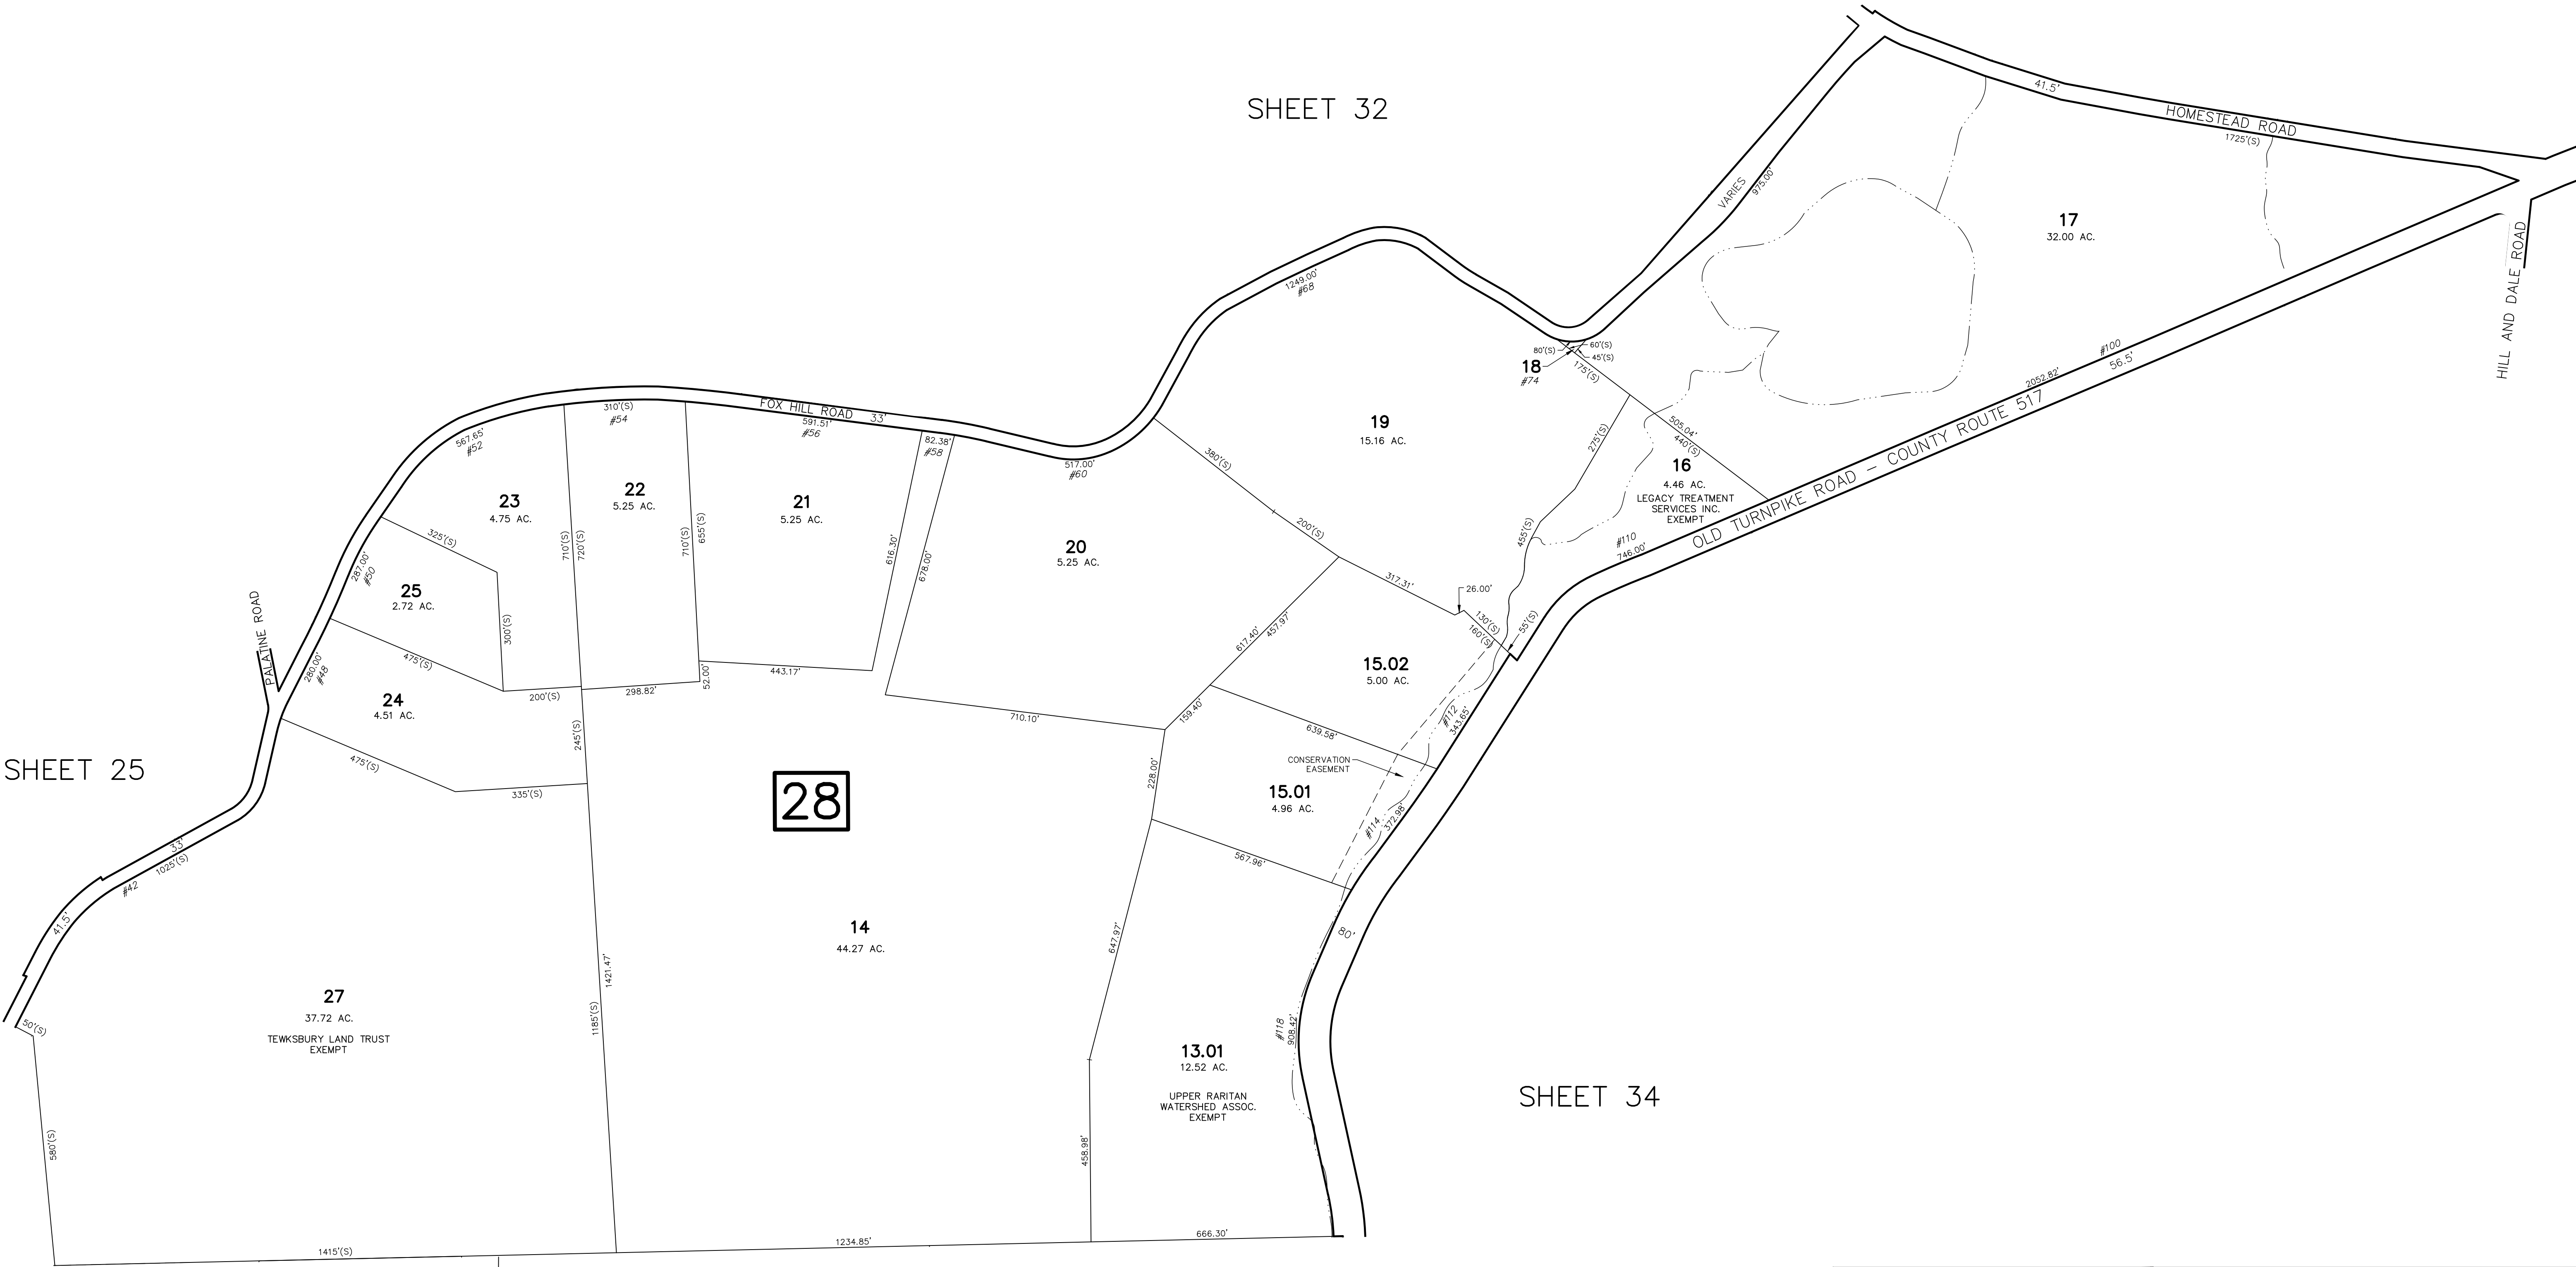 SHEET 32
41.5'
HOMESTEAD ROAD
1725'(S)
VARIES
975.00'
17
32.00 AC.
HILL AND DALE ROAD
1249.00'
#68
80'(S)
60'(S)
45'(S)
18
#74
175'(S)
#100
2052.82'
56.5'
OLD TURNPIKE ROAD - COUNTY ROUTE 517
FOX HILL ROAD
33'
310'(S)
#54
591.51'
#56
82.38'
#58
567.65'
#52
517.00'
#60
19
15.16 AC.
380'(S)
200'(S)
275'(S)
455'(S)
505.04'
440'(S)
16
4.46 AC.
LEGACY TREATMENT
SERVICES INC.
EXEMPT
#110
746.00'
23
4.75 AC.
22
5.25 AC.
21
5.25 AC.
20
5.25 AC.
710'(S)
720'(S)
710'(S)
655'(S)
616.30'
678.00'
325'(S)
287.00'
#50
25
2.72 AC.
300'(S)
317.31'
26.00'
130'(S)
160'(S)
55'(S)
PALATINE ROAD
280.00'
#48
475'(S)
617.40'
457.97'
15.02
5.00 AC.
24
4.51 AC.
200'(S)
298.82'
52.00'
443.17'
710.10'
159.40'
639.58'
#112
343.65'
245'(S)
SHEET 25
475'(S)
335'(S)
28
228.00'
CONSERVATION
EASEMENT
15.01
4.96 AC.
#114
372.98'
33'
1025'(S)
#42
41.5'
567.96'
14
44.27 AC.
647.97'
80'
1421.47'
1185'(S)
27
37.72 AC.
TEWKSBURY LAND TRUST
EXEMPT
50'(S)
#118
908.42'
13.01
12.52 AC.
UPPER RARITAN
WATERSHED ASSOC.
EXEMPT
SHEET 34
580'(S)
458.98'
1415'(S)
1234.85'
666.30'